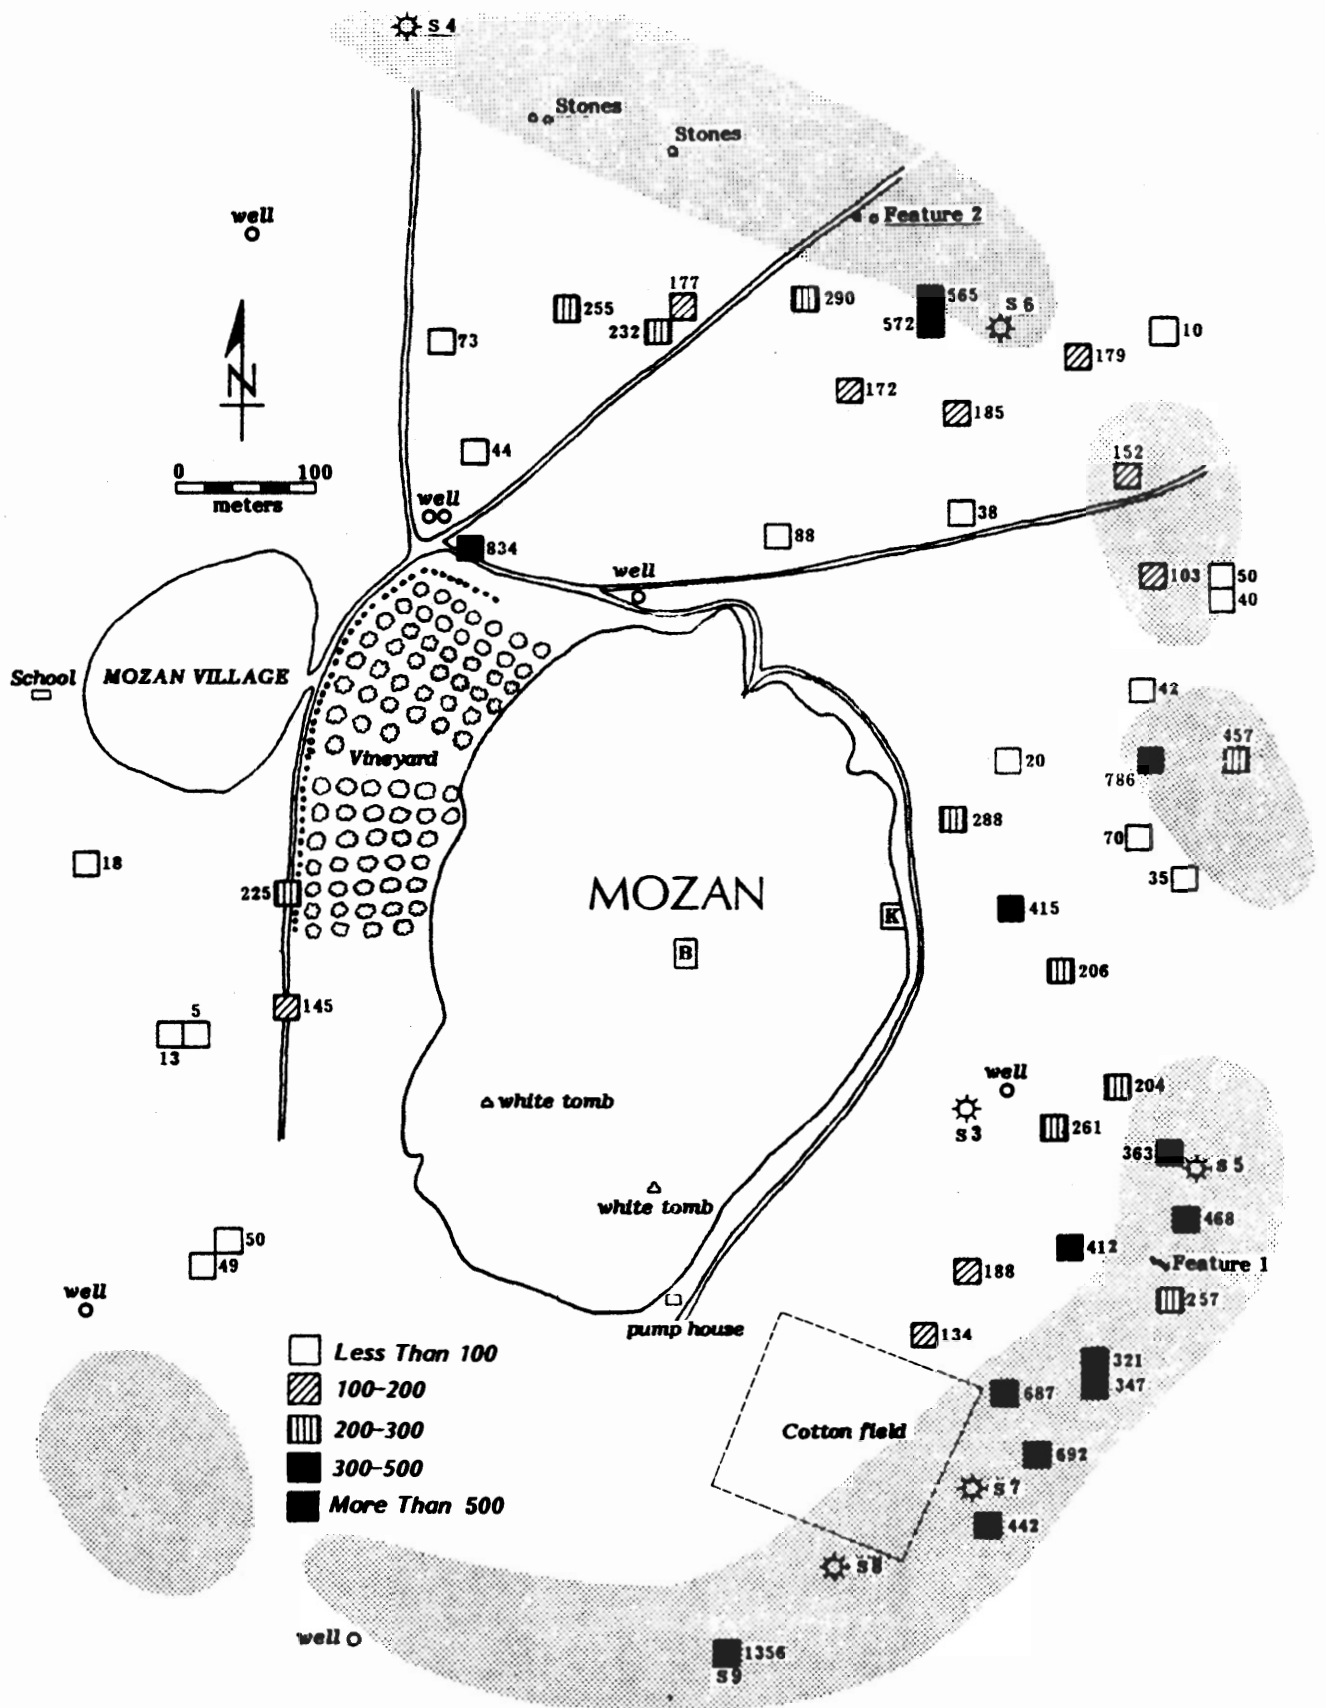 S 4
Stones
Stones
well
Feature 2
177
255
232
290
565
572
S 6
10
73
179
172
185
N
44
152
0 100
meters
well
38
88
834
well
103
50
40
School
MOZAN VILLAGE
42
457
Vineyard
20
786
288
70
18
35
225
MOZAN
K
415
B
206
5
145
13
well
204
white tomb
S 3
261
363
S 5
white tomb
468
50
412
49
188
Feature 1
well
257
pump house
134
Less Than 100
321
100-200
347
687
200-300
Cotton field
692
300-500
S 7
More Than 500
442
S 8
well
1356
S 9